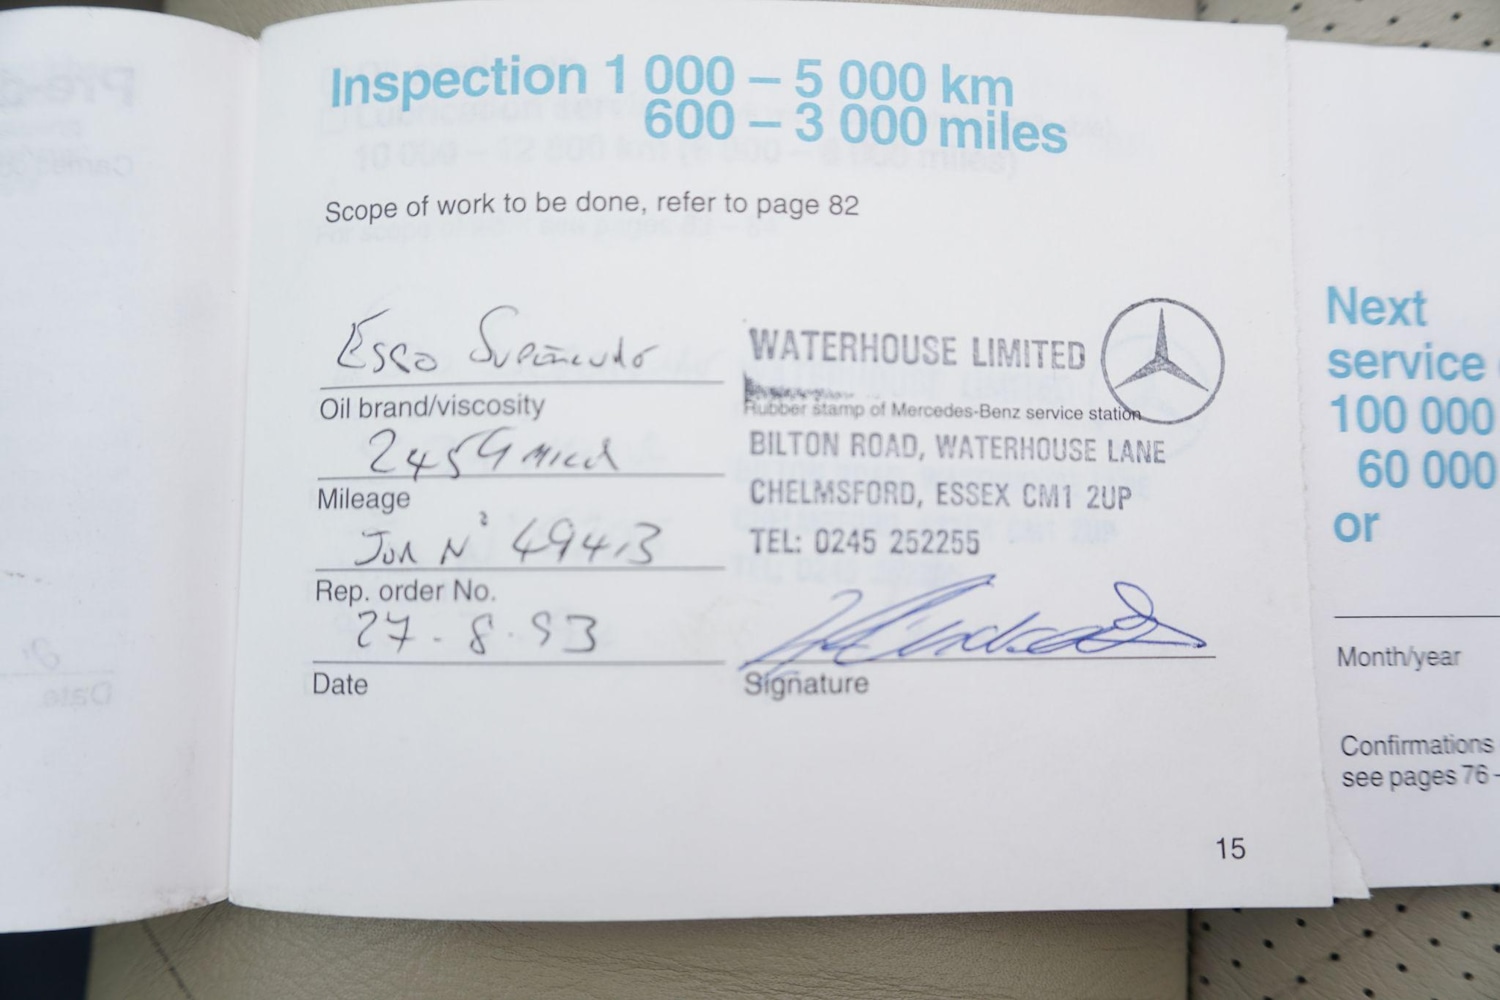 Inspection 1 000 – 5 000 km
600 – 3 000 miles
Scope of work to be done, refer to page 82
Esso
Oil brand/viscosity
2459 Miles
Mileage
Job Nº 49413
Rep. order No.
27 . 8 . 93
Date
WATERHOUSE LIMITED
Rubber stamp of Mercedes-Benz service station
BILTON ROAD, WATERHOUSE LANE
CHELMSFORD, ESSEX CM1 2UP
TEL: 0245 252255
Signature
15
Next
service
100 000
60 000
or
Month/year
Confirmations
see pages 76 -